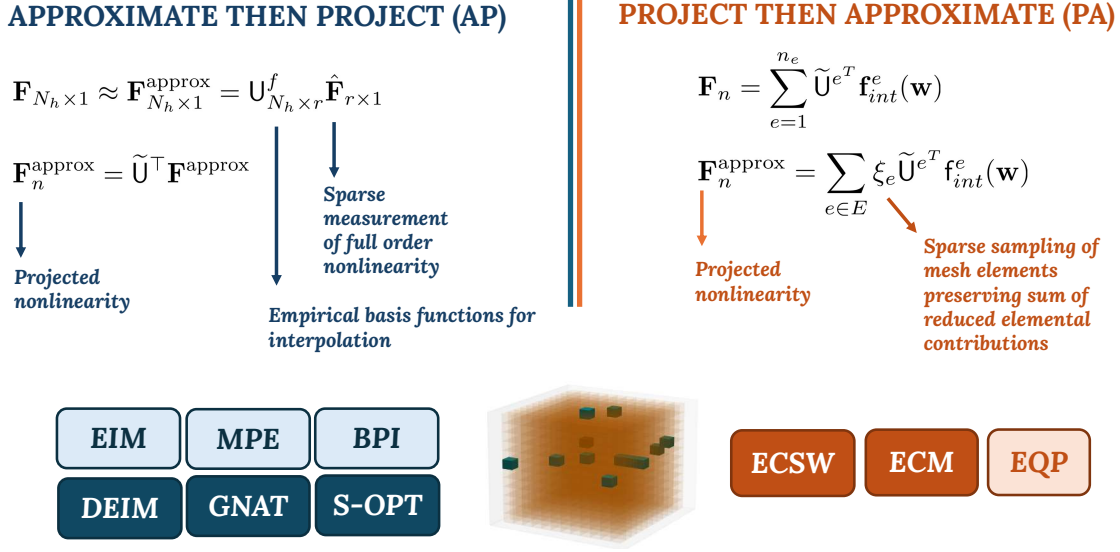 APPROXIMATE THEN PROJECT (AP)
F_{N_h×1} ≈ F^{approx}_{N_h×1} = U^f_{N_h×r} F̂_{r×1}
F^{approx}_n = Ũ^⊤ F^{approx}
Sparse
measurement
of full order
nonlinearity
Projected
nonlinearity
Empirical basis functions for
interpolation
PROJECT THEN APPROXIMATE (PA)
F_n = ∑_{e=1}^{n_e} Ũ^{e^T} f^e_{int}(w)
F^{approx}_n = ∑_{e∈E} ξ_e Ũ^{e^T} f^e_{int}(w)
Projected
nonlinearity
Sparse sampling of
mesh elements
preserving sum of
reduced elemental
contributions
EIM MPE BPI
DEIM GNAT S-OPT
ECSW ECM EQP